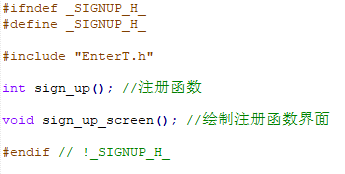 #ifndef _SIGNUP_H_
#define _SIGNUP_H_
#include "EnterT.h"
int sign_up(); //注册函数
void sign_up_screen(); //绘制注册函数界面
#endif // !_SIGNUP_H_